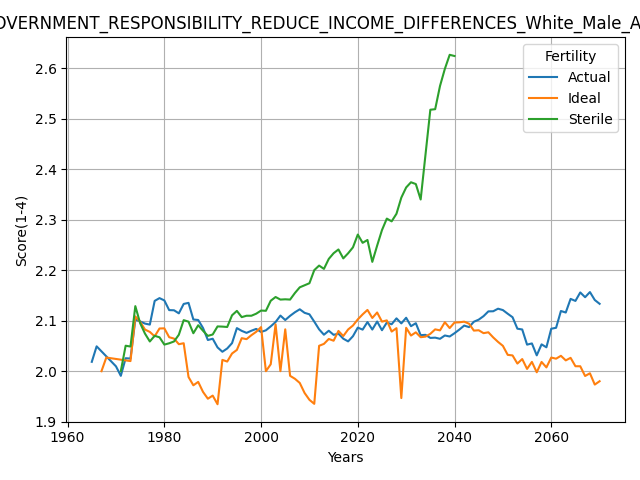 OVERNMENT_RESPONSIBILITY_REDUCE_INCOME_DIFFERENCES_White_Male_A
Fertility
Actual
Ideal
Sterile
2.6
2.5
2.4
2.3
2.2
2.1
2.0
1.9
Score(1-4)
1960
1980
2000
2020
2040
2060
Years